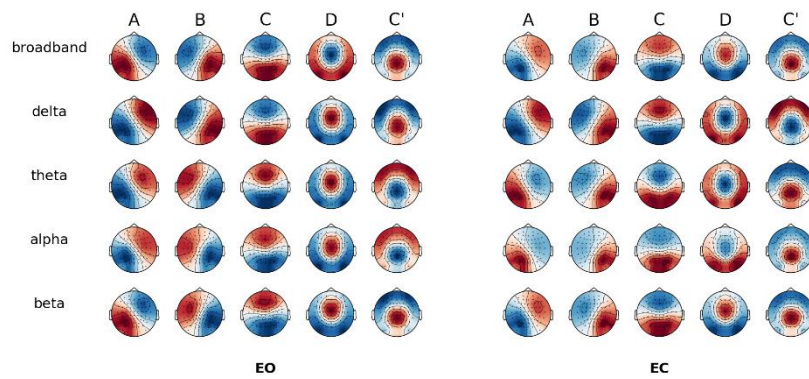 A B C D C' A B C D C'
broadband
delta
theta
alpha
beta
EO EC